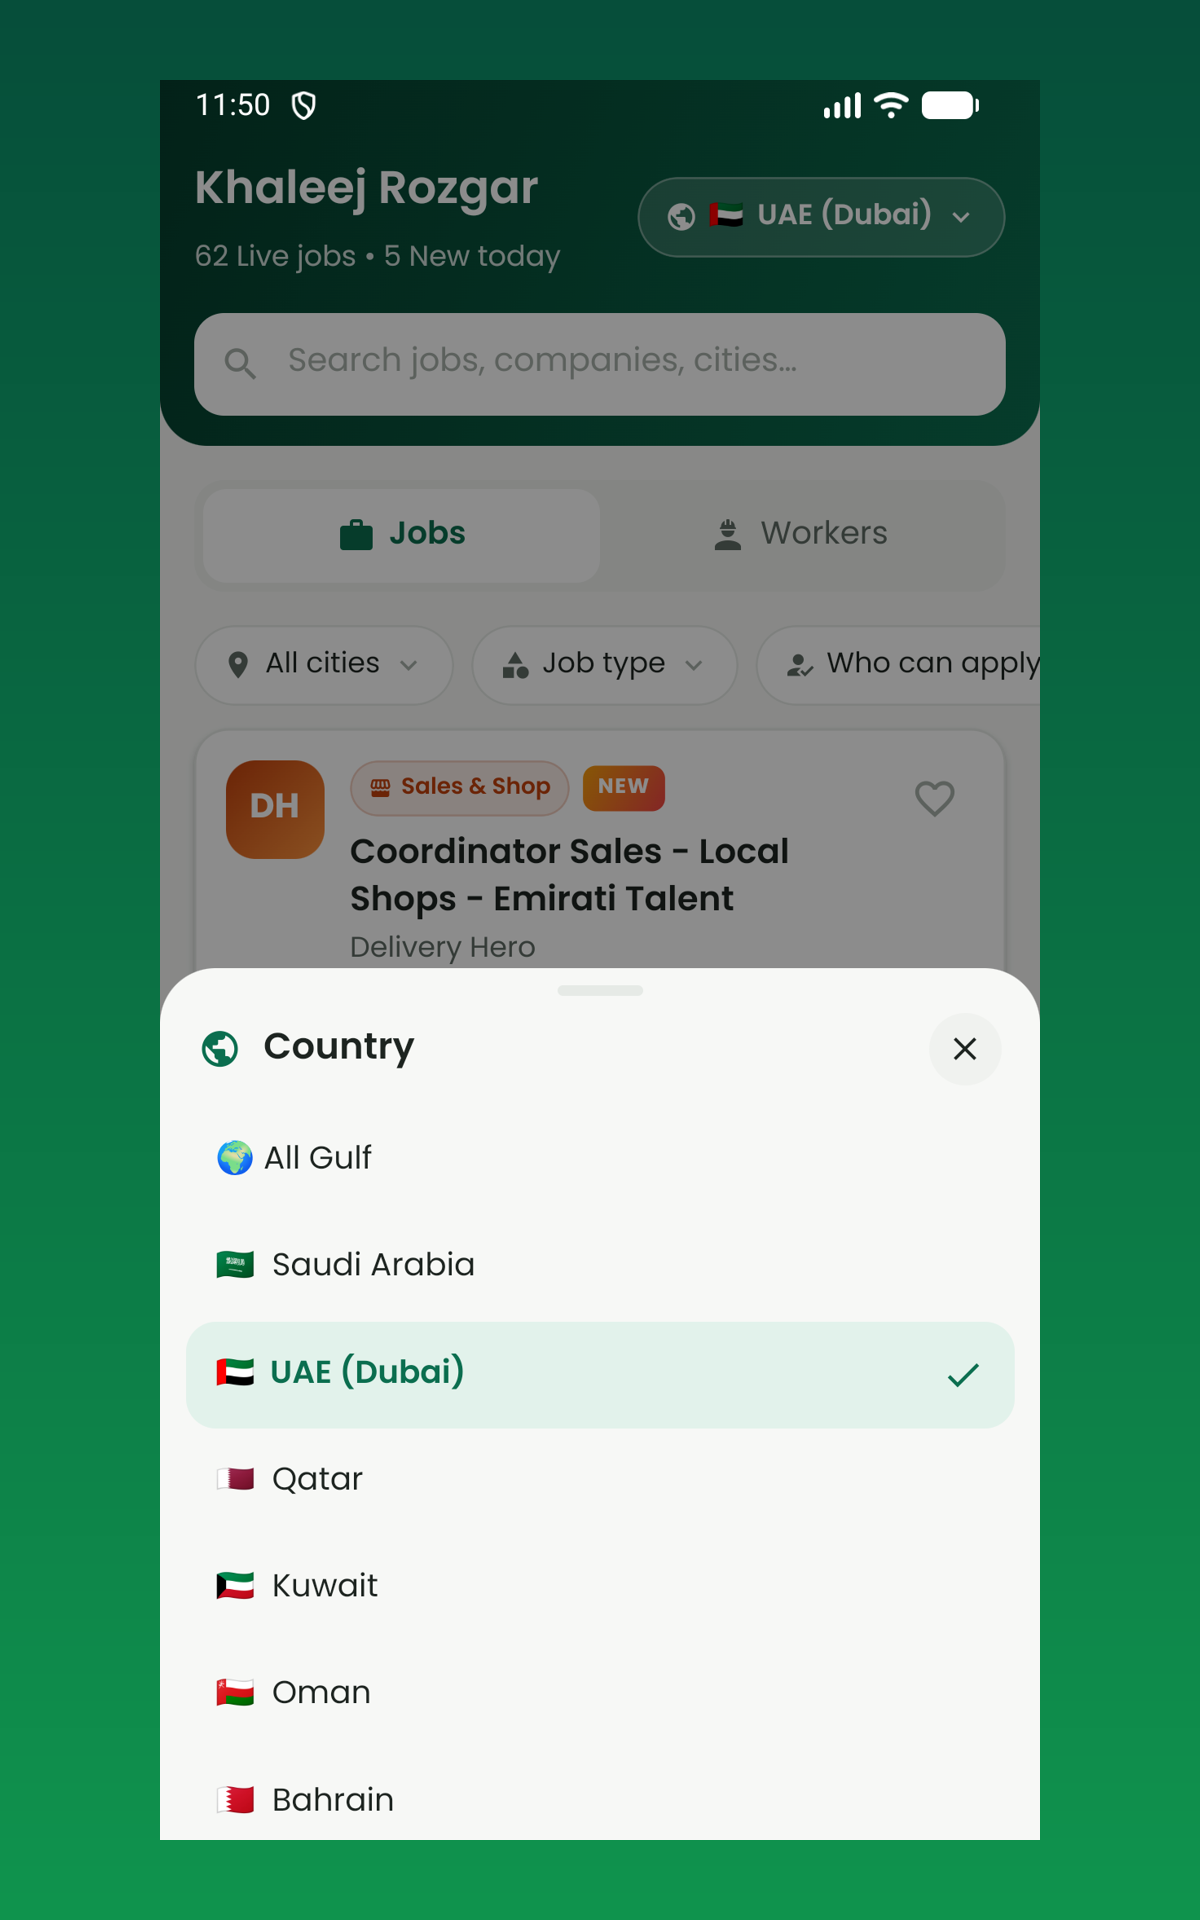 11:50
Khaleej Rozgar
UAE (Dubai)
62 Live jobs • 5 New today
Search jobs, companies, cities...
Jobs
Workers
All cities
Job type
Who can apply
DH
Sales & Shop
NEW
Coordinator Sales - Local
Shops - Emirati Talent
Delivery Hero
Country
All Gulf
Saudi Arabia
UAE (Dubai)
Qatar
Kuwait
Oman
Bahrain